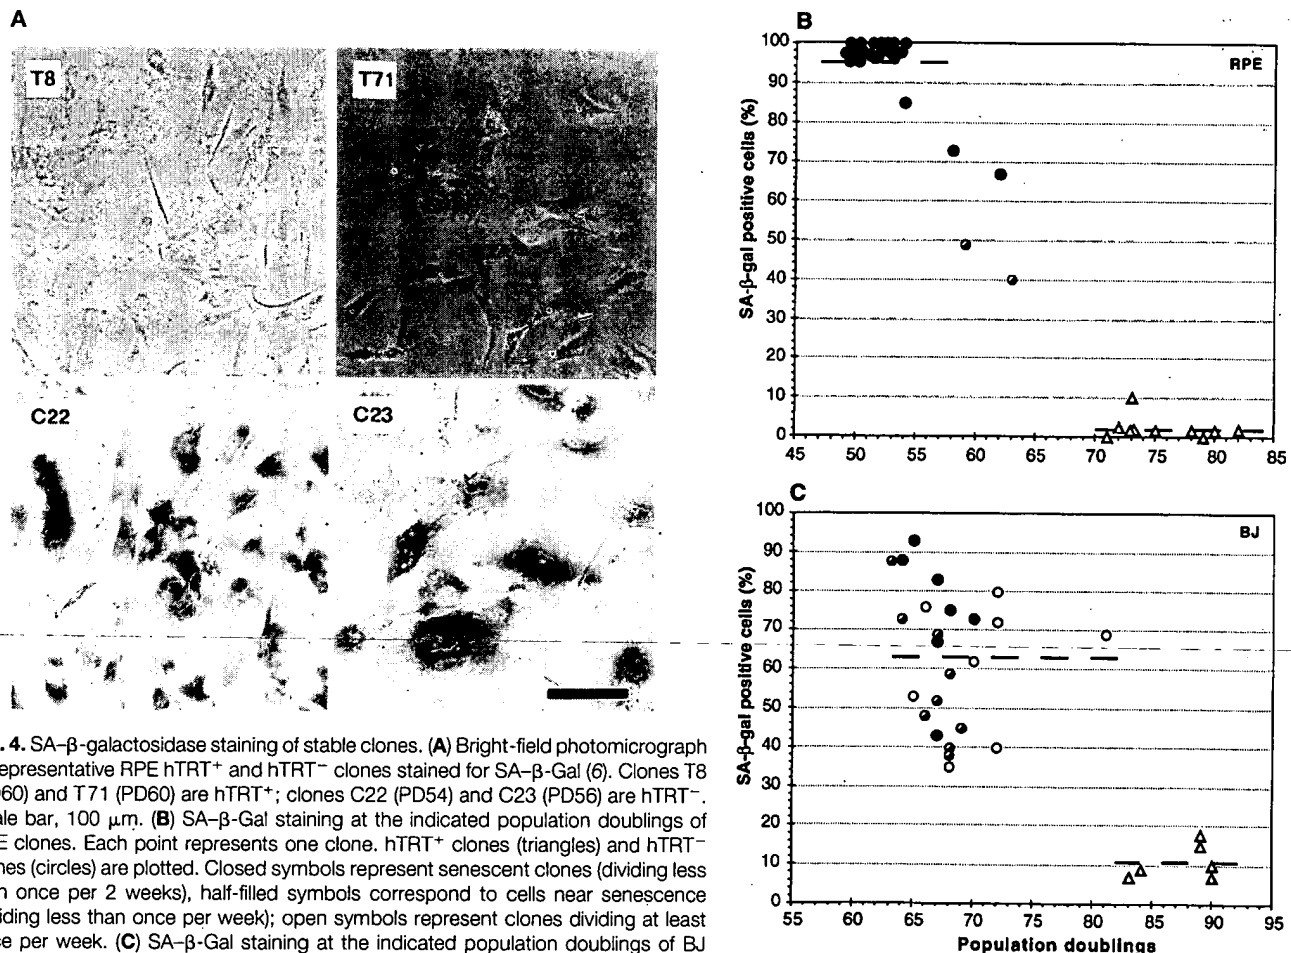 A
T8
T71
C22
C23
. 4. SA–β-galactosidase staining of stable clones. (A) Bright-field photomicrograph
epresentative RPE hTRT+ and hTRT− clones stained for SA–β-Gal (6). Clones T8
60) and T71 (PD60) are hTRT+; clones C22 (PD54) and C23 (PD56) are hTRT−.
ale bar, 100 μm. (B) SA–β-Gal staining at the indicated population doublings of
E clones. Each point represents one clone. hTRT+ clones (triangles) and hTRT−
nes (circles) are plotted. Closed symbols represent senescent clones (dividing less
n once per 2 weeks), half-filled symbols correspond to cells near senescence
iding less than once per week); open symbols represent clones dividing at least
ce per week. (C) SA–β-Gal staining at the indicated population doublings of BJ
B
RPE
SA-β-gal positive cells (%)
100
90
80
70
60
50
40
30
20
10
0
45 50 55 60 65 70 75 80 85
C
BJ
SA-β-gal positive cells (%)
100
90
80
70
60
50
40
30
20
10
0
55 60 65 70 75 80 85 90 95
Population doublings